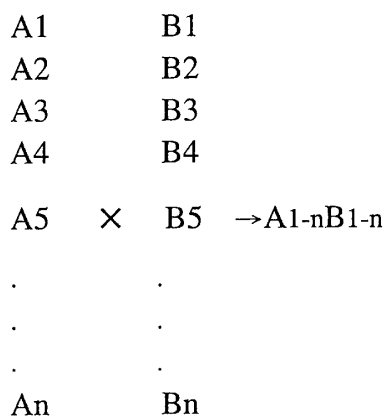 A1 B1
A2 B2
A3 B3
A4 B4
A5 × B5 →A1-nB1-n
. .
. .
. .
An Bn